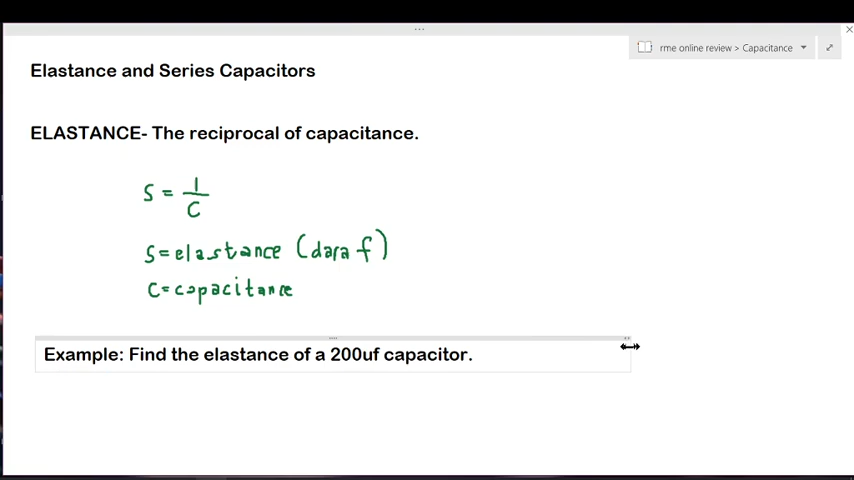 rme online review > Capacitance
Elastance and Series Capacitors
ELASTANCE- The reciprocal of capacitance.
S = 1/C
S=elastance (daraf)
C=capacitance
Example: Find the elastance of a 200uf capacitor.